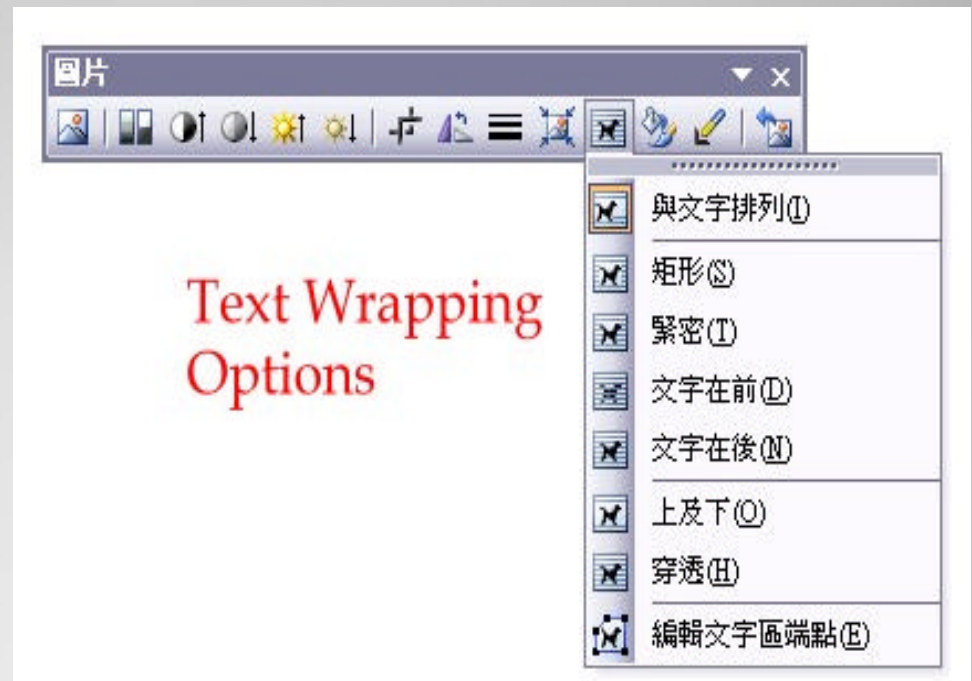 圖片
Text Wrapping
Options
與文字排列(I)
矩形(S)
緊密(T)
文字在前(D)
文字在後(N)
上及下(O)
穿透(H)
編輯文字區端點(E)